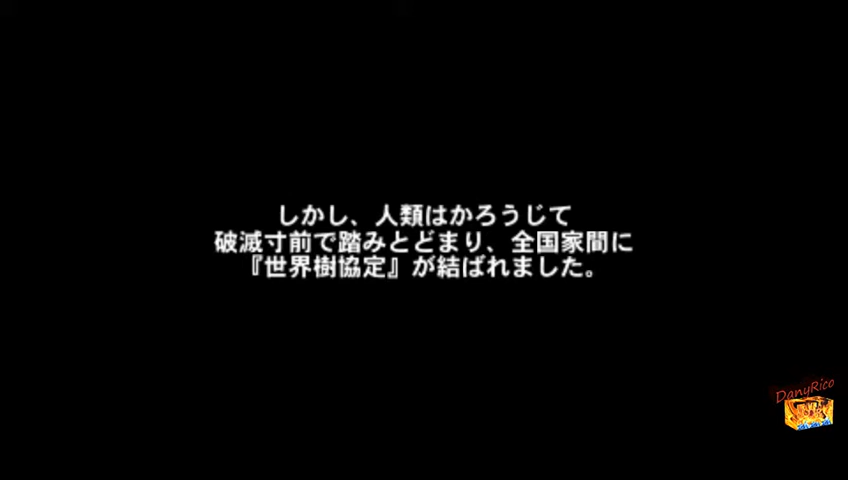 しかし、人類はかろうじて
破滅寸前で踏みとどまり、全国家間に
『世界樹協定』が結ばれました。
DanyRico